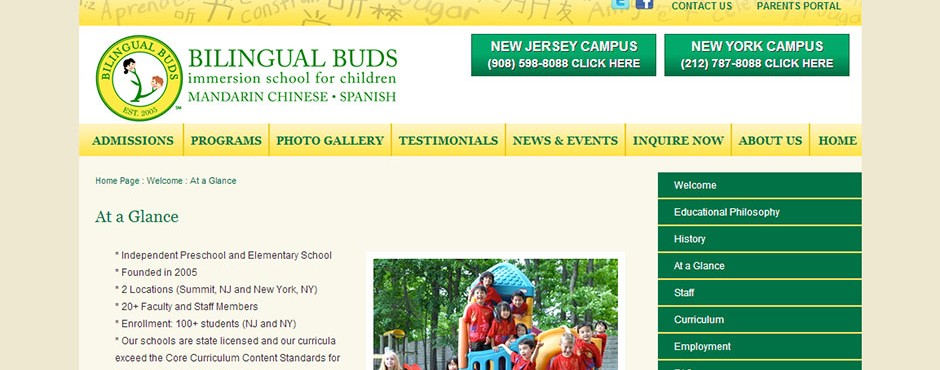 construir
Sugar
CONTACT US
PARENTS PORTAL
BILINGUAL BUDS
EST. 2005
BILINGUAL BUDS
immersion school for children
MANDARIN CHINESE • SPANISH
NEW JERSEY CAMPUS
(908) 598-8088 CLICK HERE
NEW YORK CAMPUS
(212) 787-8088 CLICK HERE
ADMISSIONS
PROGRAMS
PHOTO GALLERY
TESTIMONIALS
NEWS & EVENTS
INQUIRE NOW
ABOUT US
HOME
Home Page : Welcome : At a Glance
At a Glance
* Independent Preschool and Elementary School
* Founded in 2005
* 2 Locations (Summit, NJ and New York, NY)
* 20+ Faculty and Staff Members
* Enrollment: 100+ students (NJ and NY)
* Our schools are state licensed and our curricula
exceed the Core Curriculum Content Standards for
Welcome
Educational Philosophy
History
At a Glance
Staff
Curriculum
Employment